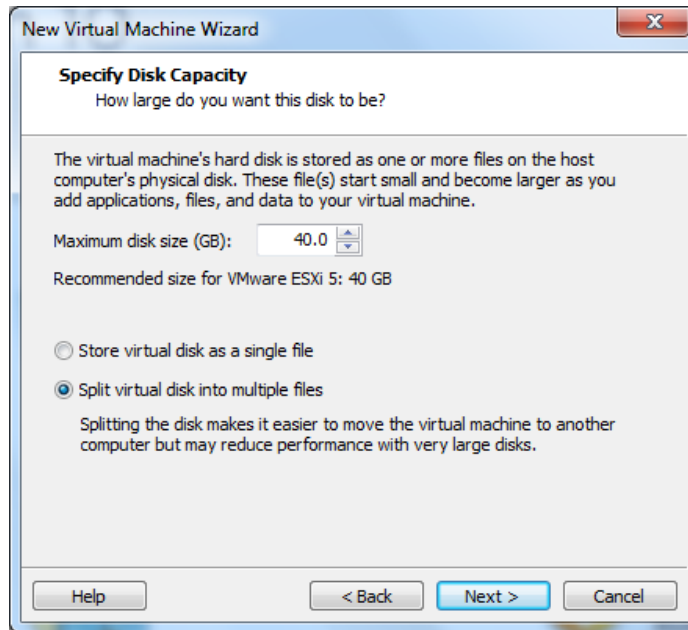 New Virtual Machine Wizard
Specify Disk Capacity
How large do you want this disk to be?
The virtual machine's hard disk is stored as one or more files on the host
computer's physical disk. These file(s) start small and become larger as you
add applications, files, and data to your virtual machine.
Maximum disk size (GB): 40.0
Recommended size for VMware ESXi 5: 40 GB
Store virtual disk as a single file
Split virtual disk into multiple files
Splitting the disk makes it easier to move the virtual machine to another
computer but may reduce performance with very large disks.
Help < Back Next > Cancel